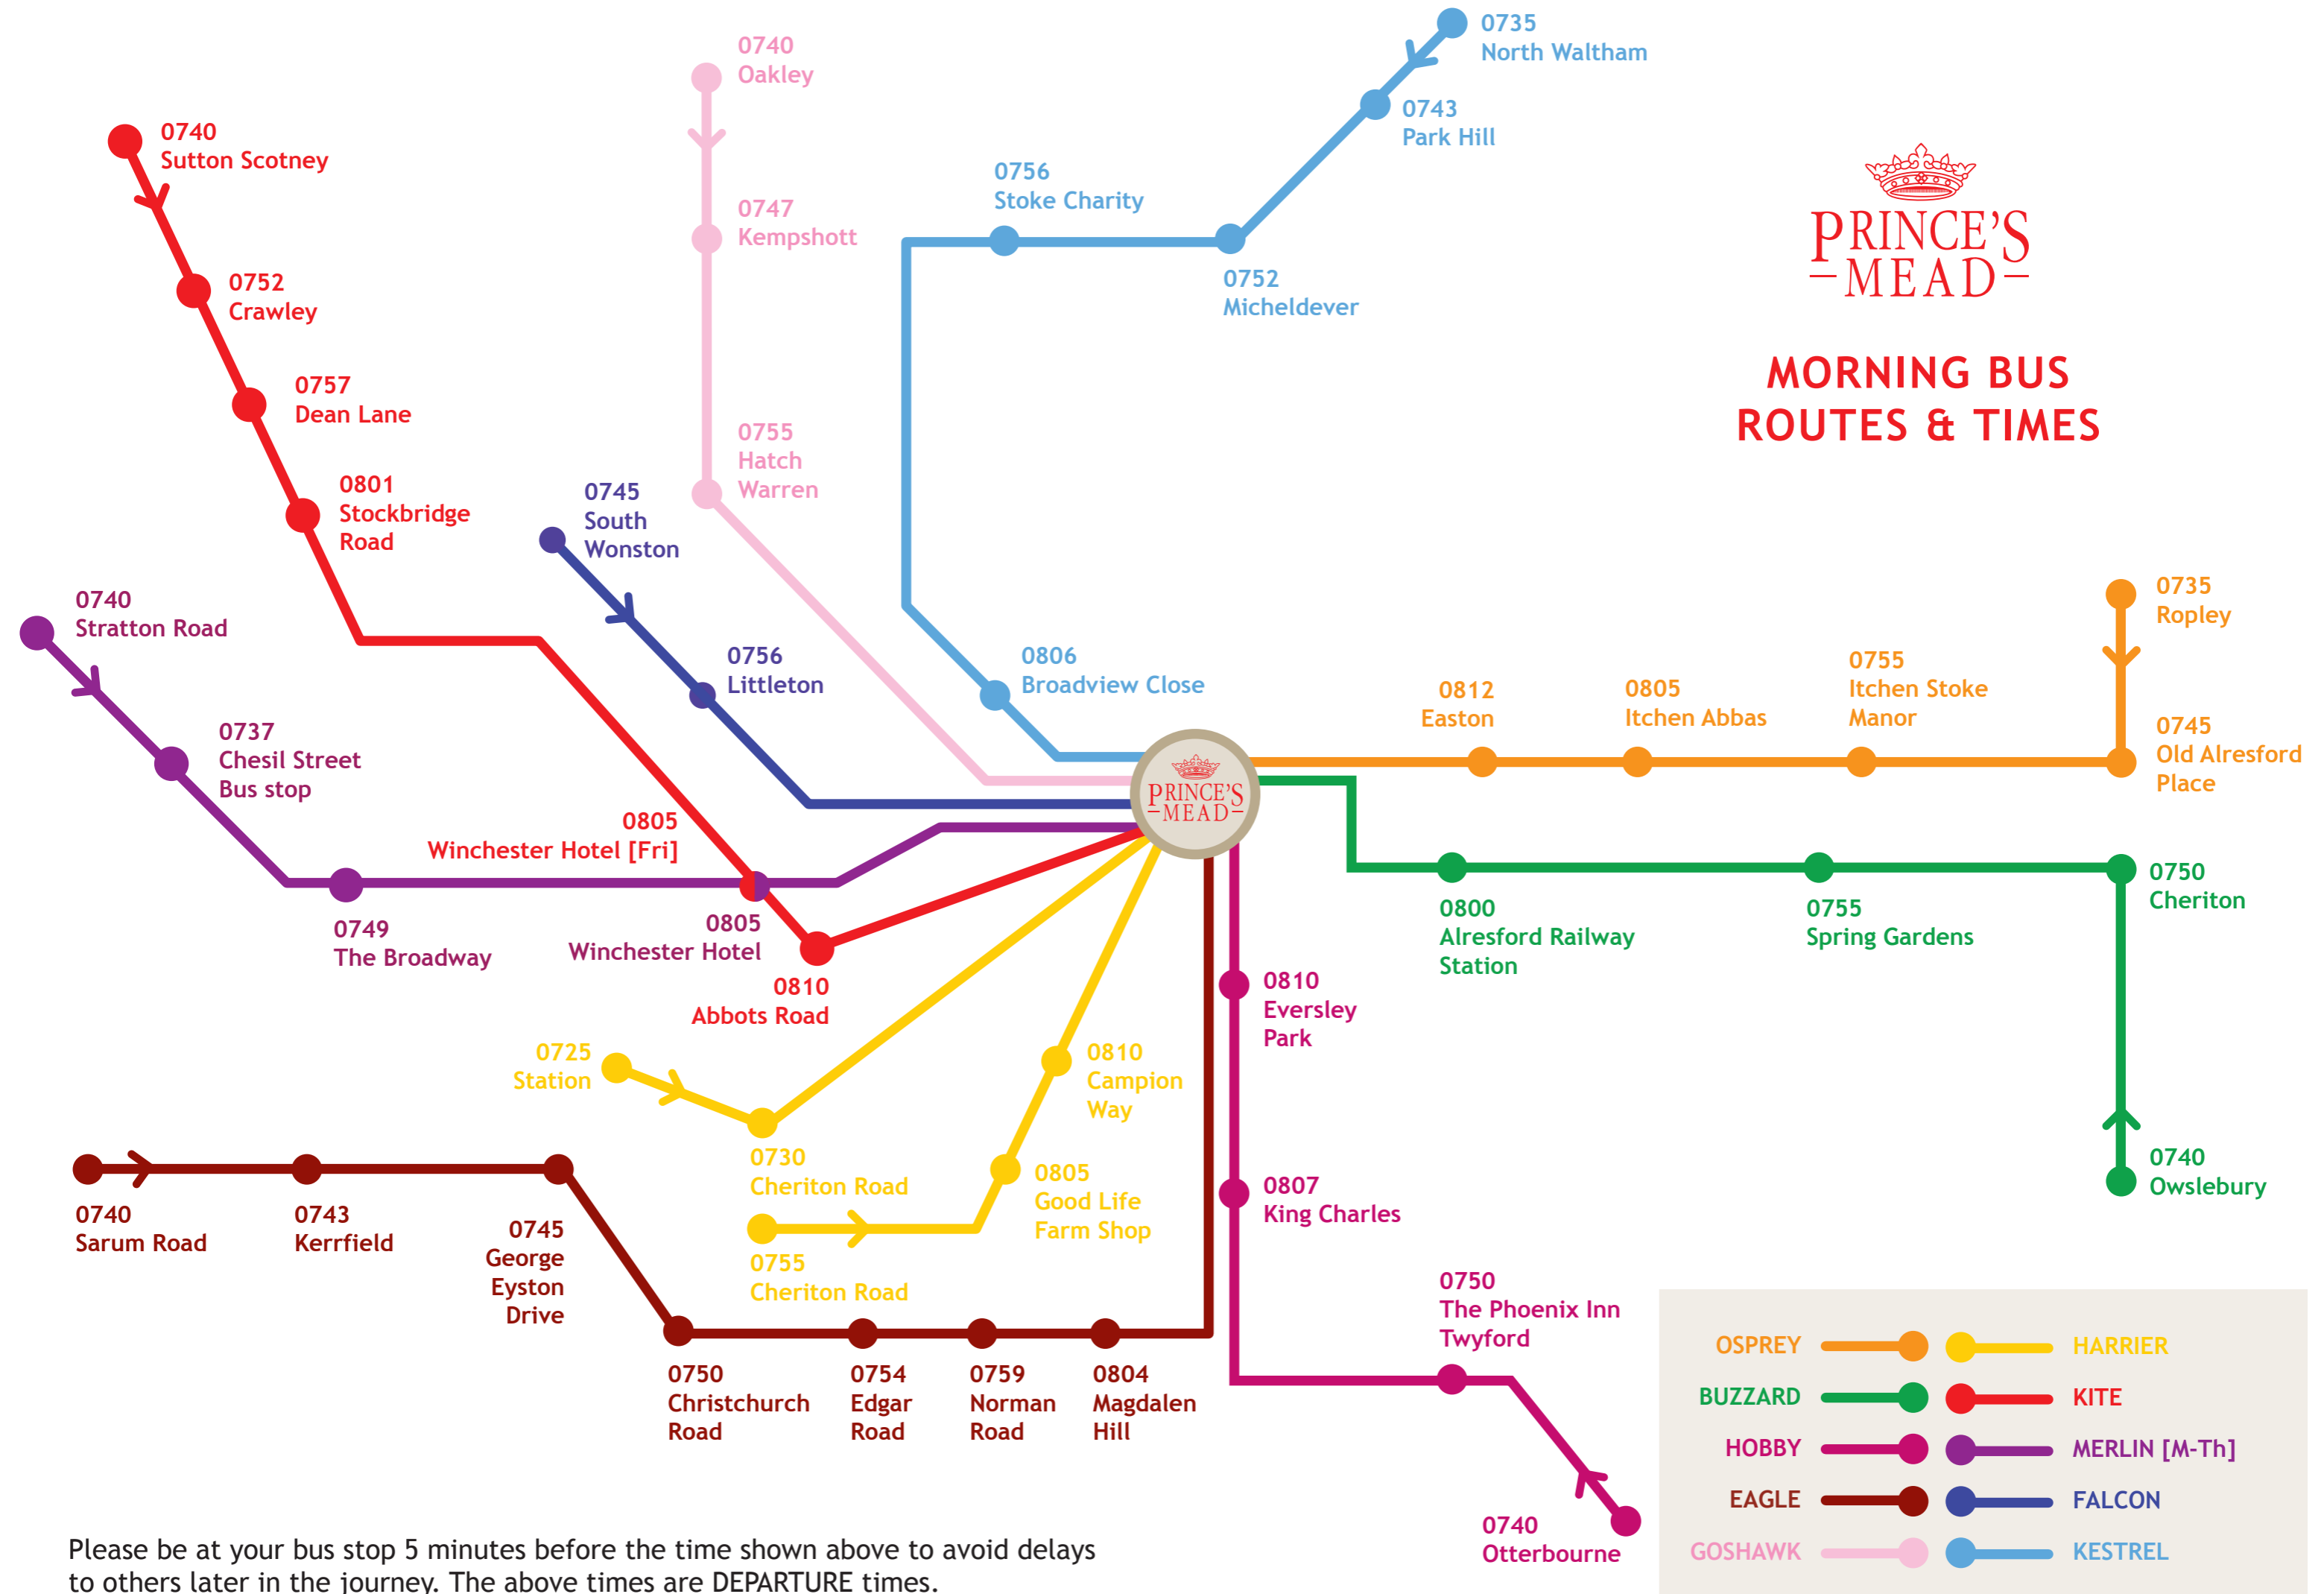 0735
North Waltham
0743
Park Hill
0752
Micheldever
0756
Stoke Charity
0806
Broadview Close
0740
Oakley
0747
Kempshott
0755
Hatch
Warren
0740
Sutton Scotney
0752
Crawley
0757
Dean Lane
0801
Stockbridge
Road
0805
Winchester Hotel [Fri]
0810
Abbots Road
0745
South
Wonston
0756
Littleton
0740
Stratton Road
0737
Chesil Street
Bus stop
0749
The Broadway
0805
Winchester Hotel
PRINCE'S
MEAD
MORNING BUS
ROUTES & TIMES
PRINCE'S
MEAD
0735
Ropley
0745
Old Alresford
Place
0755
Itchen Stoke
Manor
0805
Itchen Abbas
0812
Easton
0740
Owslebury
0750
Cheriton
0755
Spring Gardens
0800
Alresford Railway
Station
0810
Eversley
Park
0807
King Charles
0750
The Phoenix Inn
Twyford
0740
Otterbourne
0725
Station
0730
Cheriton Road
0755
Cheriton Road
0805
Good Life
Farm Shop
0810
Campion
Way
0740
Sarum Road
0743
Kerrfield
0745
George
Eyston
Drive
0750
Christchurch
Road
0754
Edgar
Road
0759
Norman
Road
0804
Magdalen
Hill
OSPREY
HARRIER
BUZZARD
KITE
HOBBY
MERLIN [M-Th]
EAGLE
FALCON
GOSHAWK
KESTREL
Please be at your bus stop 5 minutes before the time shown above to avoid delays
to others later in the journey. The above times are DEPARTURE times.